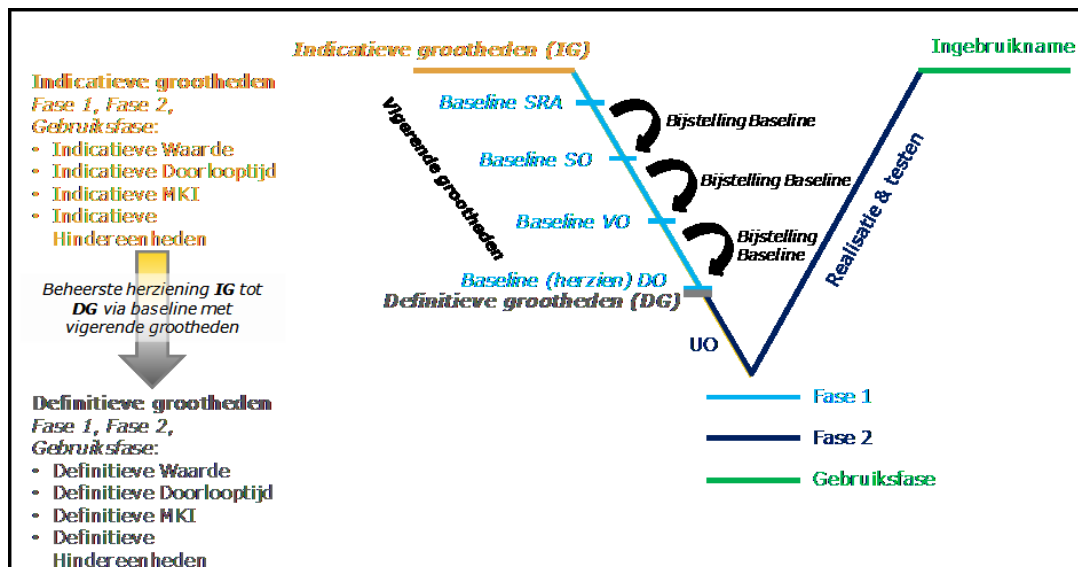 Indicatieve grootheden
Fase 1, Fase 2,
Gebruiksfase:
• Indicatieve Waarde
• Indicatieve Doorlooptijd
• Indicatieve MKI
• Indicatieve
Hindereenheden
Beheerste herziening IG tot
DG via baseline met
vigerende grootheden
Definitieve grootheden
Fase 1, Fase 2,
Gebruiksfase:
• Definitieve Waarde
• Definitieve Doorlooptijd
• Definitieve MKI
• Definitieve
Hindereenheden
Indicatieve grootheden (IG)
Vigerende grootheden
Baseline SRA
Bijstelling Baseline
Baseline SO
Bijstelling Baseline
Baseline VO
Bijstelling
Baseline
Baseline (herzien) DO
Definitieve grootheden (DG)
UO
Realisatie & testen
Ingebruikname
Fase 1
Fase 2
Gebruiksfase